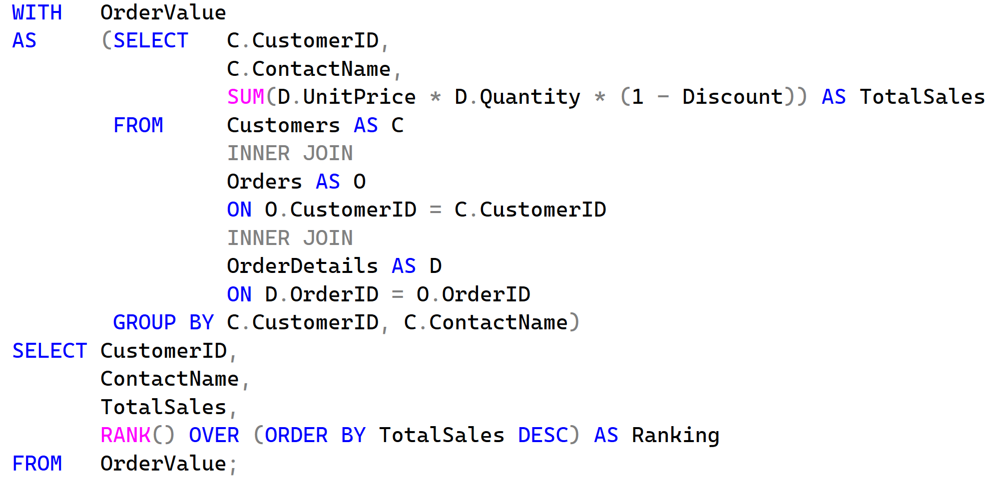 WITH   OrderValue
AS     (SELECT   C.CustomerID,
                 C.ContactName,
                 SUM(D.UnitPrice * D.Quantity * (1 - Discount)) AS TotalSales
        FROM     Customers AS C
                 INNER JOIN
                 Orders AS O
                 ON O.CustomerID = C.CustomerID
                 INNER JOIN
                 OrderDetails AS D
                 ON D.OrderID = O.OrderID
        GROUP BY C.CustomerID, C.ContactName)
SELECT CustomerID,
       ContactName,
       TotalSales,
       RANK() OVER (ORDER BY TotalSales DESC) AS Ranking
FROM   OrderValue;